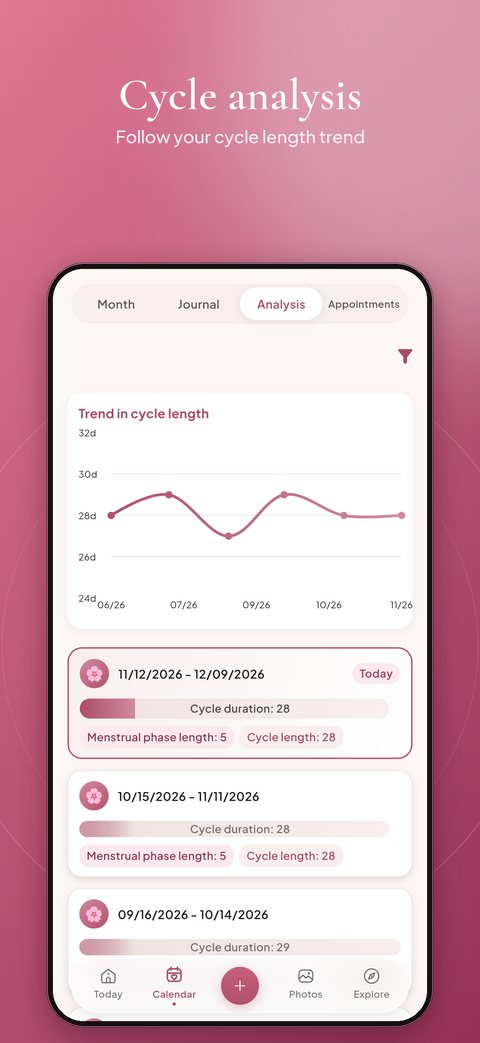 Cycle analysis
Follow your cycle length trend
Month Journal Analysis Appointments
Trend in cycle length
32d
30d
28d
26d
24d
06/26 07/26 09/26 10/26 11/26
11/12/2026 - 12/09/2026 Today
Cycle duration: 28
Menstrual phase length: 5 Cycle length: 28
10/15/2026 - 11/11/2026
Cycle duration: 28
Menstrual phase length: 5 Cycle length: 28
09/16/2026 - 10/14/2026
Cycle duration: 29
Today Calendar + Photos Explore